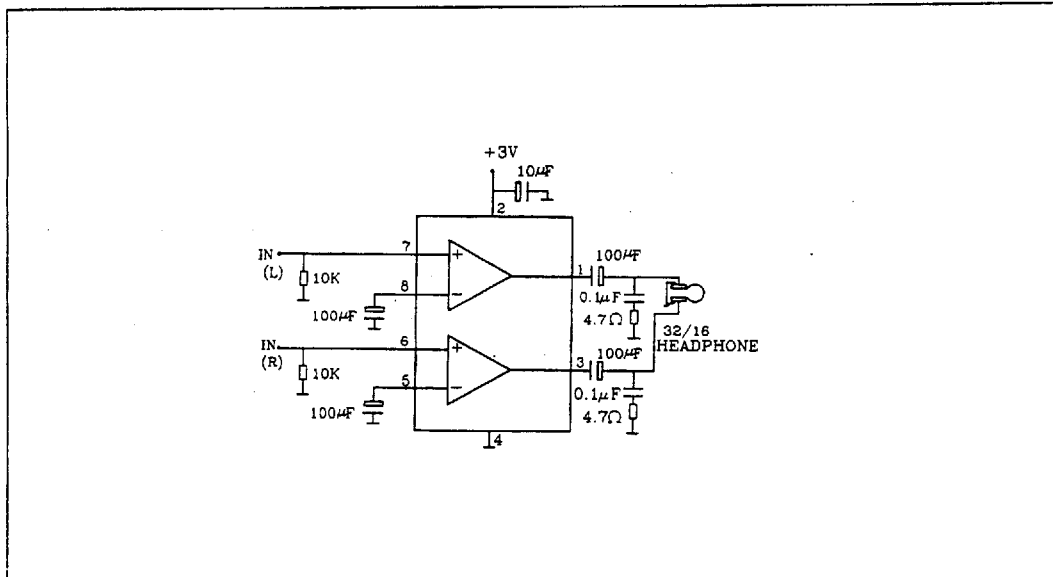 +3V
10µF
2
IN
(L)
7
+
10K
8
−
100µF
1
100µF
0.1µF
4.7Ω
32/16
HEADPHONE
IN
(R)
6
+
10K
5
−
100µF
3
100µF
0.1µF
4.7Ω
4